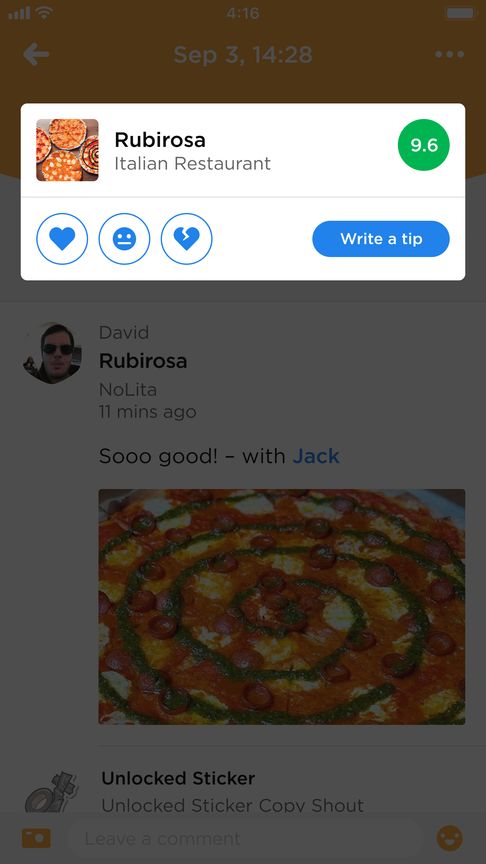 4:16
Sep 3, 14:28
Rubirosa
Italian Restaurant
9.6
Write a tip
David
Rubirosa
NoLita
11 mins ago
Sooo good! – with Jack
Unlocked Sticker
Unlocked Sticker Copy Shout
Leave a comment